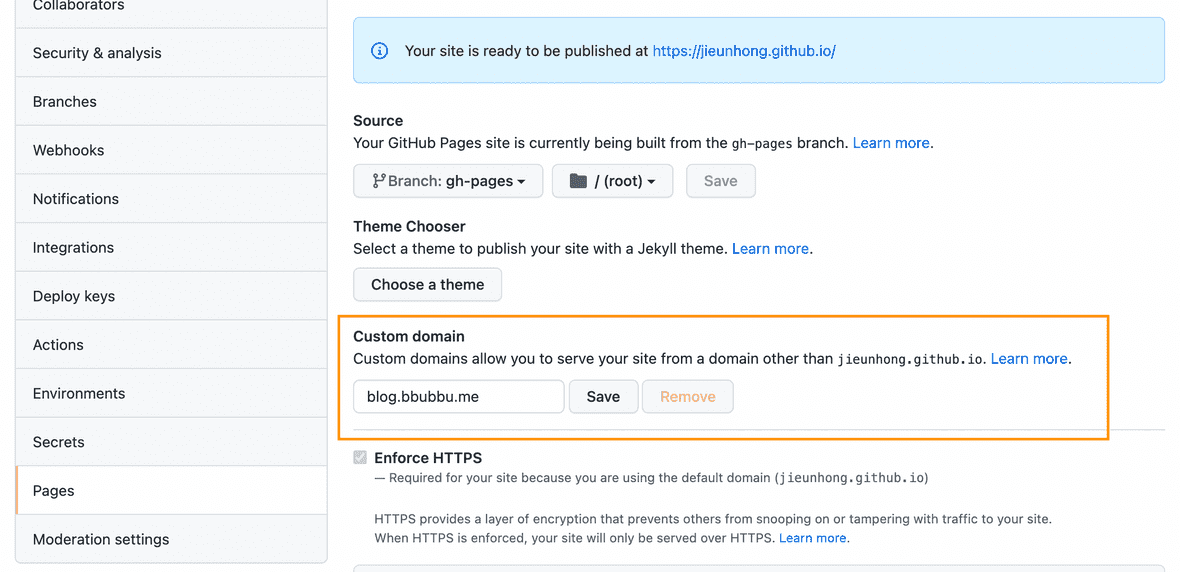 Collaborators
Security & analysis
Branches
Webhooks
Notifications
Integrations
Deploy keys
Actions
Environments
Secrets
Pages
Moderation settings
Your site is ready to be published at https://jieunhong.github.io/
Source
Your GitHub Pages site is currently being built from the gh-pages branch. Learn more.
Branch: gh-pages / (root) Save
Theme Chooser
Select a theme to publish your site with a Jekyll theme. Learn more.
Choose a theme
Custom domain
Custom domains allow you to serve your site from a domain other than jieunhong.github.io. Learn more.
blog.bbubbu.me Save Remove
Enforce HTTPS
— Required for your site because you are using the default domain (jieunhong.github.io)
HTTPS provides a layer of encryption that prevents others from snooping on or tampering with traffic to your site.
When HTTPS is enforced, your site will only be served over HTTPS. Learn more.